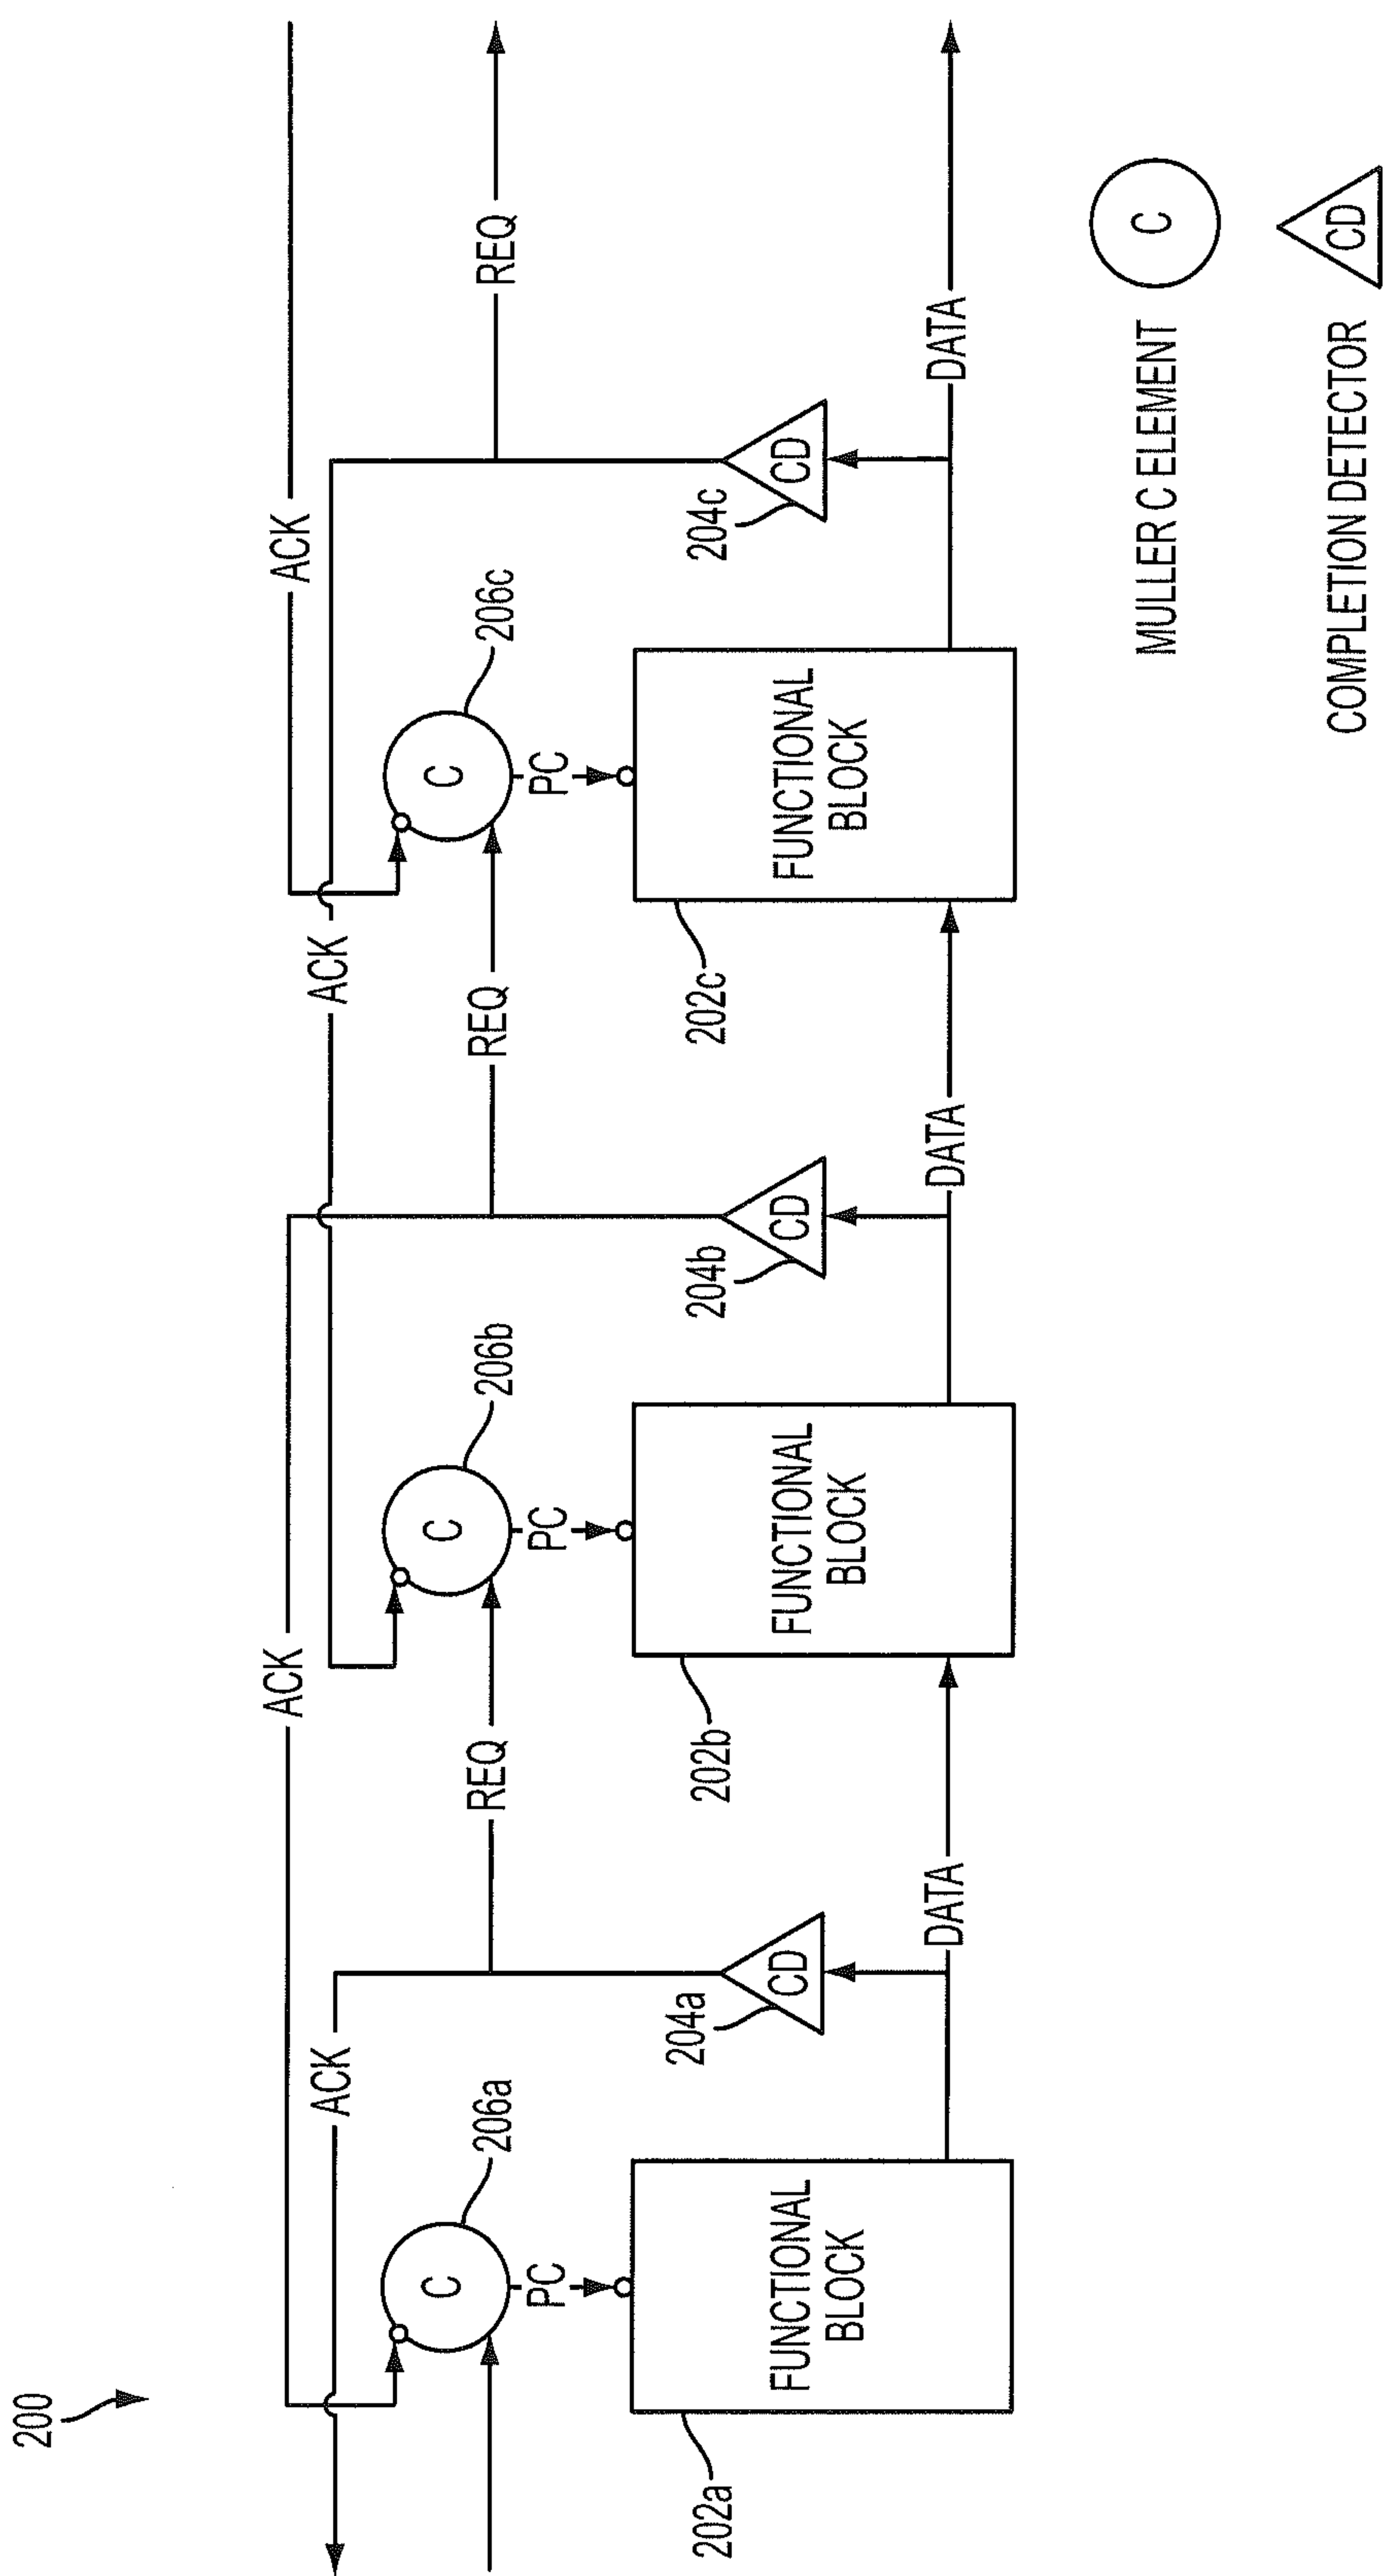 200
ACK
ACK
ACK
ACK
206a
206b
206c
C
C
C
REQ
REQ
REQ
PC
PC
PC
202a
204a
202b
204b
202c
204c
FUNCTIONAL
BLOCK
FUNCTIONAL
BLOCK
FUNCTIONAL
BLOCK
CD
CD
CD
DATA
DATA
DATA
MULLER C ELEMENT
C
COMPLETION DETECTOR
CD